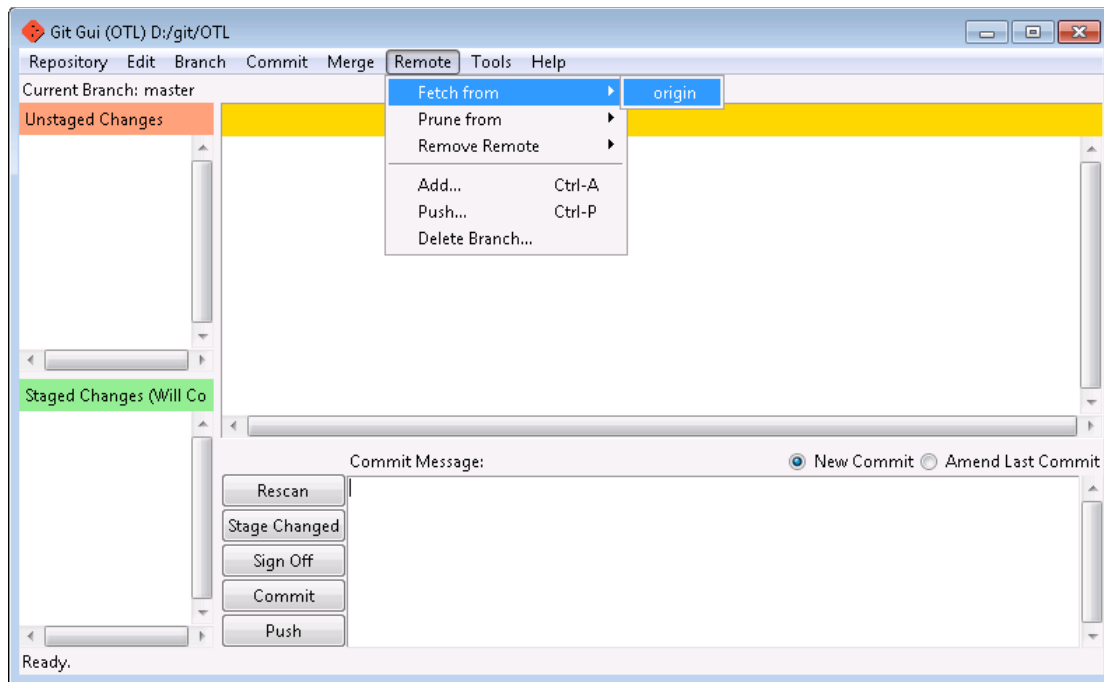 Git Gui (OTL) D:/git/OTL
Repository Edit Branch Commit Merge Remote Tools Help
Current Branch: master
Fetch from origin
Unstaged Changes
Prune from
Remove Remote
Add... Ctrl-A
Push... Ctrl-P
Delete Branch...
Staged Changes (Will Co
Commit Message: New Commit Amend Last Commit
Rescan
Stage Changed
Sign Off
Commit
Push
Ready.